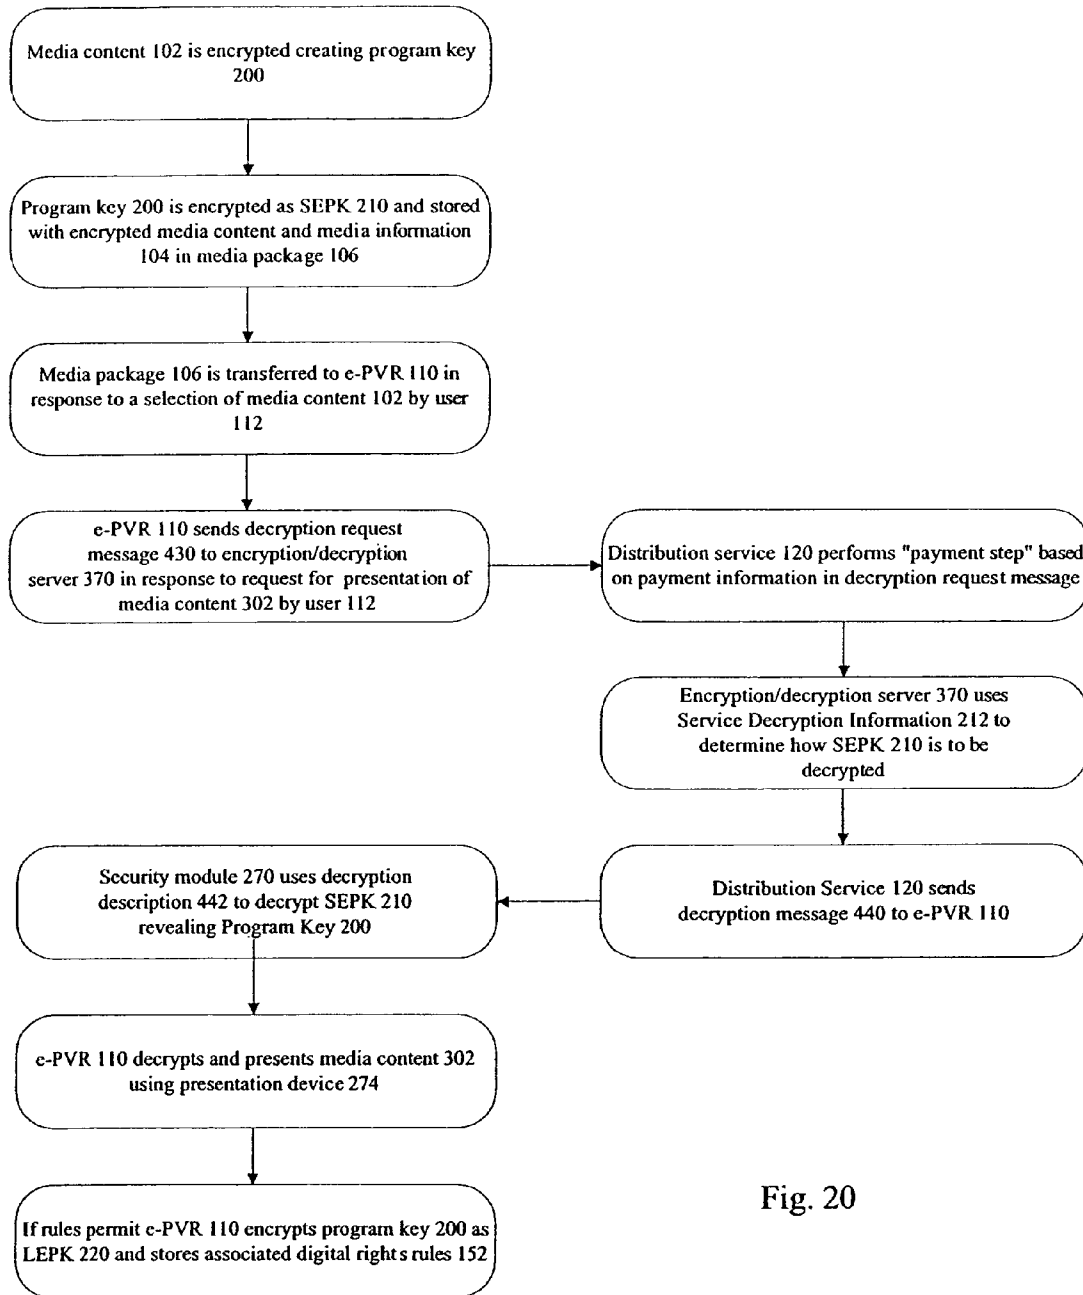 Media content 102 is encrypted creating program key
200
Program key 200 is encrypted as SEPK 210 and stored
with encrypted media content and media information
104 in media package 106
Media package 106 is transferred to e-PVR 110 in
response to a selection of media content 102 by user
112
e-PVR 110 sends decryption request
message 430 to encryption/decryption
server 370 in response to request for presentation of
media content 302 by user 112
Distribution service 120 performs "payment step" based
on payment information in decryption request message
Encryption/decryption server 370 uses
Service Decryption Information 212 to
determine how SEPK 210 is to be
decrypted
Distribution Service 120 sends
decryption message 440 to e-PVR 110
Security module 270 uses decryption
description 442 to decrypt SEPK 210
revealing Program Key 200
e-PVR 110 decrypts and presents media content 302
using presentation device 274
If rules permit e-PVR 110 encrypts program key 200 as
LEPK 220 and stores associated digital rights rules 152
Fig. 20